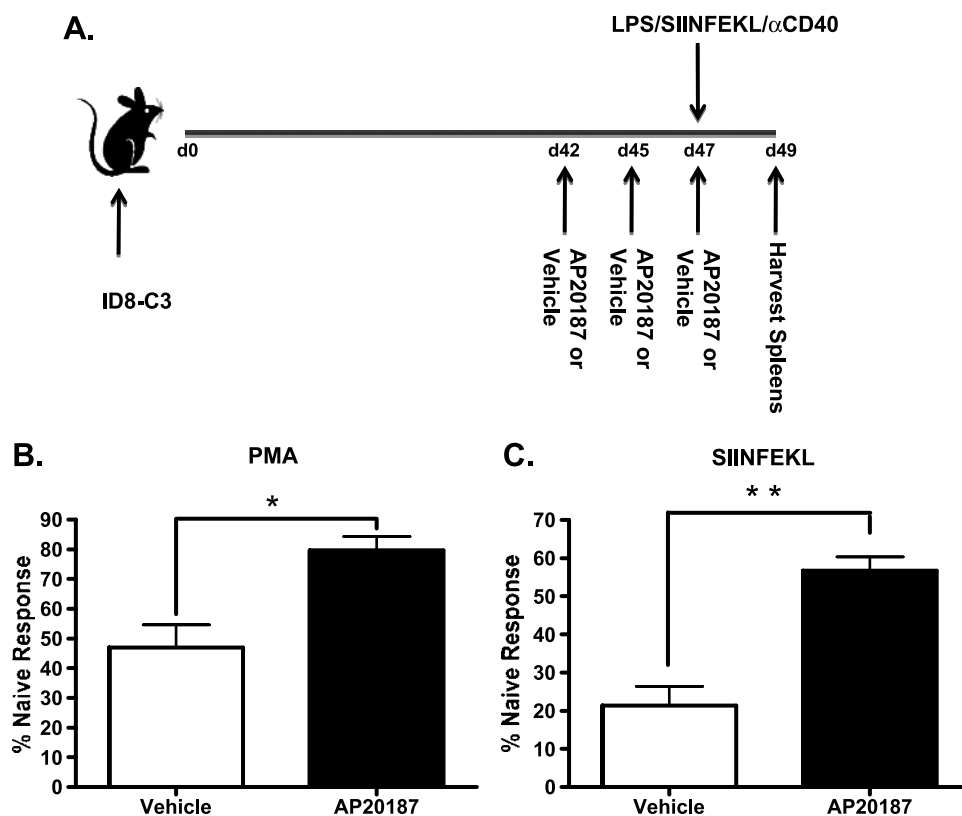 A.
LPS/SIINFEKL/αCD40
d0
d42
d45
d47
d49
ID8-C3
AP20187 or
Vehicle
AP20187 or
Vehicle
AP20187 or
Vehicle
Harvest Spleens
B.
PMA
*
% Naive Response
90
80
70
60
50
40
30
20
10
0
Vehicle
AP20187
C.
SIINFEKL
* *
% Naive Response
70
60
50
40
30
20
10
0
Vehicle
AP20187